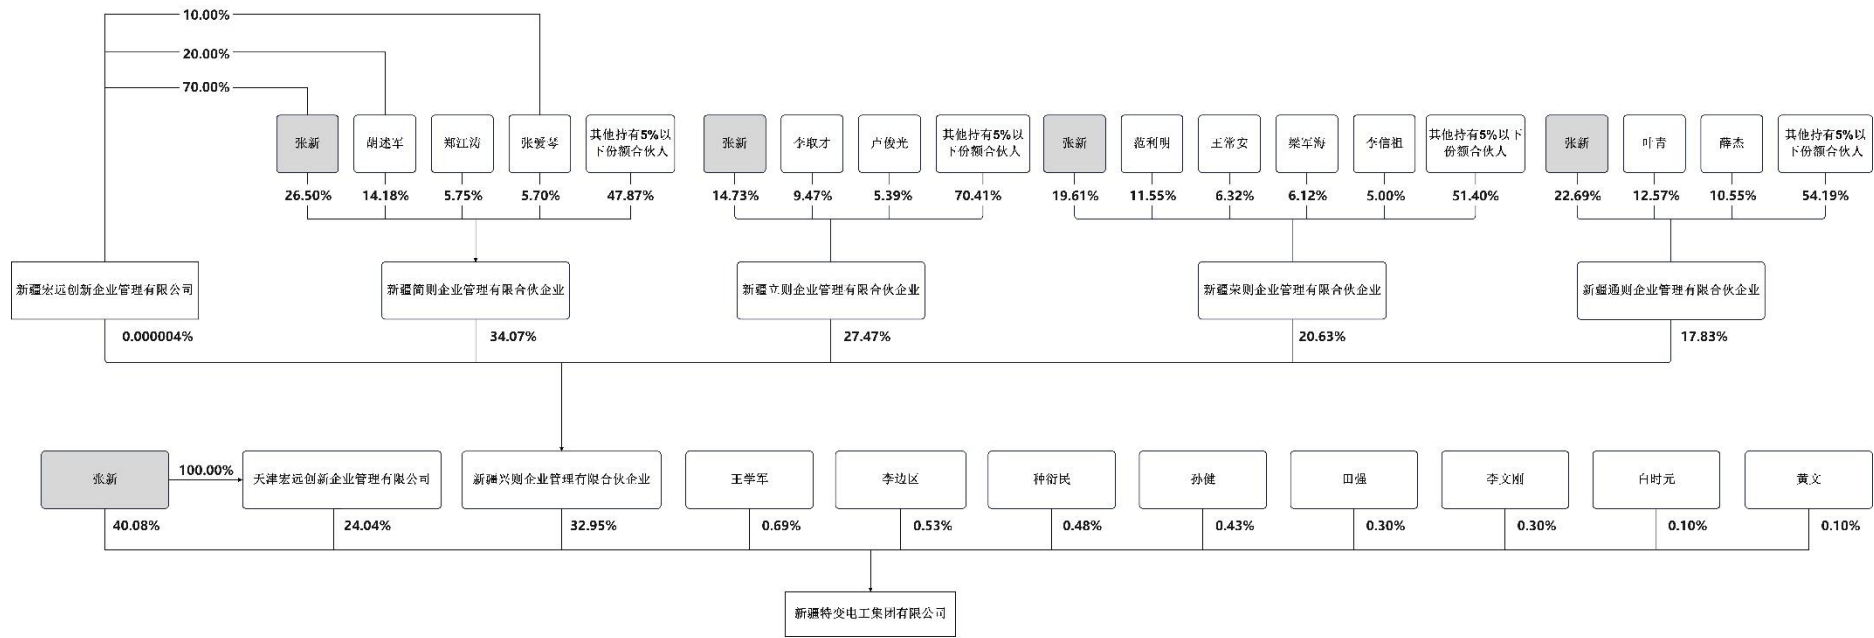 10.00%
20.00%
70.00%
张新
胡述军
郑江涛
张爱琴
其他持有5%以
下份额合伙人
张新
李取才
卢俊光
其他持有5%以
下份额合伙人
张新
范利明
王常安
梁军海
李信祖
其他持有5%以下
份额合伙人
张新
叶青
薛杰
其他持有5%以
下份额合伙人
26.50%
14.18%
5.75%
5.70%
47.87%
14.73%
9.47%
5.39%
70.41%
19.61%
11.55%
6.32%
6.12%
5.00%
51.40%
22.69%
12.57%
10.55%
54.19%
新疆宏远创新企业管理有限公司
新疆简则企业管理有限合伙企业
新疆立则企业管理有限合伙企业
新疆荣则企业管理有限合伙企业
新疆通则企业管理有限合伙企业
0.000004%
34.07%
27.47%
20.63%
17.83%
张新
100.00%
天津宏远创新企业管理有限公司
新疆兴则企业管理有限合伙企业
王学军
李边区
种衍民
孙健
田强
李文刚
白时元
黄文
40.08%
24.04%
32.95%
0.69%
0.53%
0.48%
0.43%
0.30%
0.30%
0.10%
0.10%
新疆特变电工集团有限公司